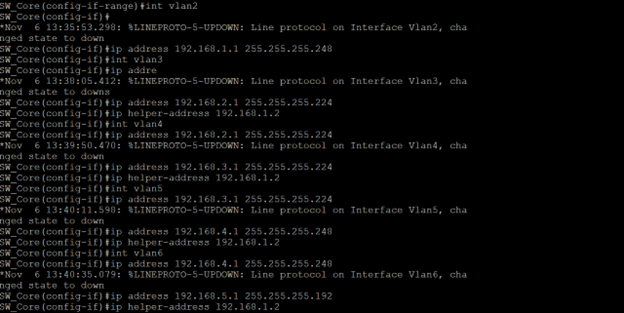 SW_Core(config-if-range)#int vlan2
SW_Core(config-if)#
*Nov  6 13:35:53.298: %LINEPROTO-5-UPDOWN: Line protocol on Interface Vlan2, cha
nged state to down
SW_Core(config-if)#ip address 192.168.1.1 255.255.255.248
SW_Core(config-if)#int vlan3
SW_Core(config-if)#ip addre
*Nov  6 13:38:05.412: %LINEPROTO-5-UPDOWN: Line protocol on Interface Vlan3, cha
nged state to downs
SW_Core(config-if)#ip address 192.168.2.1 255.255.255.224
SW_Core(config-if)#ip helper-address 192.168.1.2
SW_Core(config-if)#int vlan4
SW_Core(config-if)#ip address 192.168.2.1 255.255.255.224
*Nov  6 13:39:50.470: %LINEPROTO-5-UPDOWN: Line protocol on Interface Vlan4, cha
nged state to down
SW_Core(config-if)#ip address 192.168.3.1 255.255.255.224
SW_Core(config-if)#ip helper-address 192.168.1.2
SW_Core(config-if)#int vlan5
SW_Core(config-if)#ip address 192.168.3.1 255.255.255.224
*Nov  6 13:40:11.598: %LINEPROTO-5-UPDOWN: Line protocol on Interface Vlan5, cha
nged state to down
SW_Core(config-if)#ip address 192.168.4.1 255.255.255.248
SW_Core(config-if)#ip helper-address 192.168.1.2
SW_Core(config-if)#int vlan6
SW_Core(config-if)#ip address 192.168.4.1 255.255.255.248
*Nov  6 13:40:35.079: %LINEPROTO-5-UPDOWN: Line protocol on Interface Vlan6, cha
nged state to down
SW_Core(config-if)#ip address 192.168.5.1 255.255.255.192
SW_Core(config-if)#ip helper-address 192.168.1.2